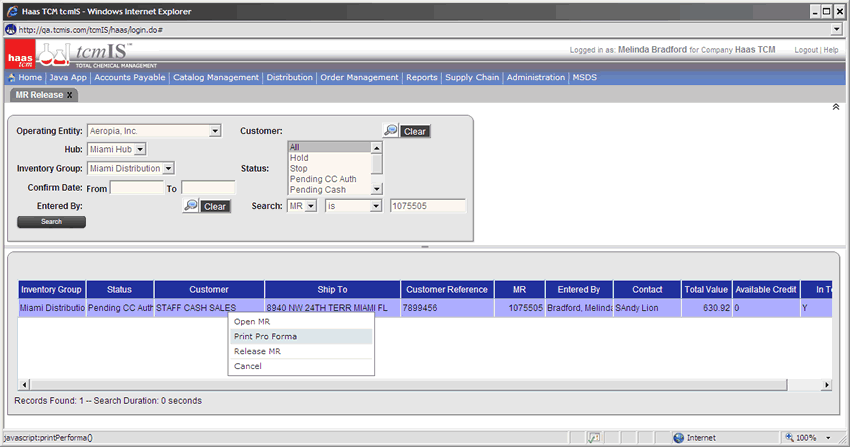 Haas TCM tcmIS - Windows Internet Explorer
http://qa.tcmis.com/tcmIS/haas/login.do#
haas tcm
tcmIS™
TOTAL CHEMICAL MANAGEMENT
Logged in as: Melinda Bradford for Company Haas TCM Logout | Help
Home | Java App | Accounts Payable | Catalog Management | Distribution | Order Management | Reports | Supply Chain | Administration | MSDS
MR Release X
Operating Entity: Aeropia, Inc. Customer: Clear
Hub: Miami Hub
Inventory Group: Miami Distribution Status:
All
Hold
Stop
Pending CC Auth
Pending Cash
Confirm Date: From To
Entered By: Clear Search: MR is 1075505
Search
Inventory Group Status Customer Ship To Customer Reference MR Entered By Contact Total Value Available Credit In Te
Miami Distributio Pending CC Auth STAFF CASH SALES 8940 NW 24TH TERR MIAMI FL 7899456 1075505 Bradford, Melinda SAndy Lion 630.92 0 Y
Open MR
Print Pro Forma
Release MR
Cancel
Records Found: 1 -- Search Duration: 0 seconds
javascript:printPerforma() Internet 100%